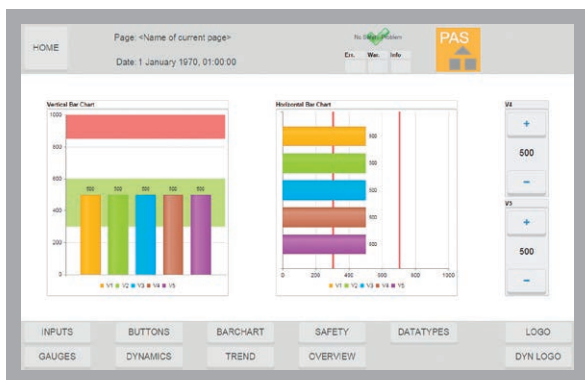 HOME
Page: <Name of current page>
Date: 1 January 1970, 01:00:00
No Safety Problem
Err. War. Info
PAS
Vertical Bar Chart
1000
800
600
400
200
0
500 500 500 500 500
V1 V2 V3 V4 V5
Horizontal Bar Chart
500
500
500
500
500
0 200 400 600 800 1000
V1 V2 V3 V4 V5
V4
+
500
−
V3
+
500
−
INPUTS BUTTONS BARCHART SAFETY DATATYPES LOGO
GAUGES DYNAMICS TREND OVERVIEW DYN LOGO